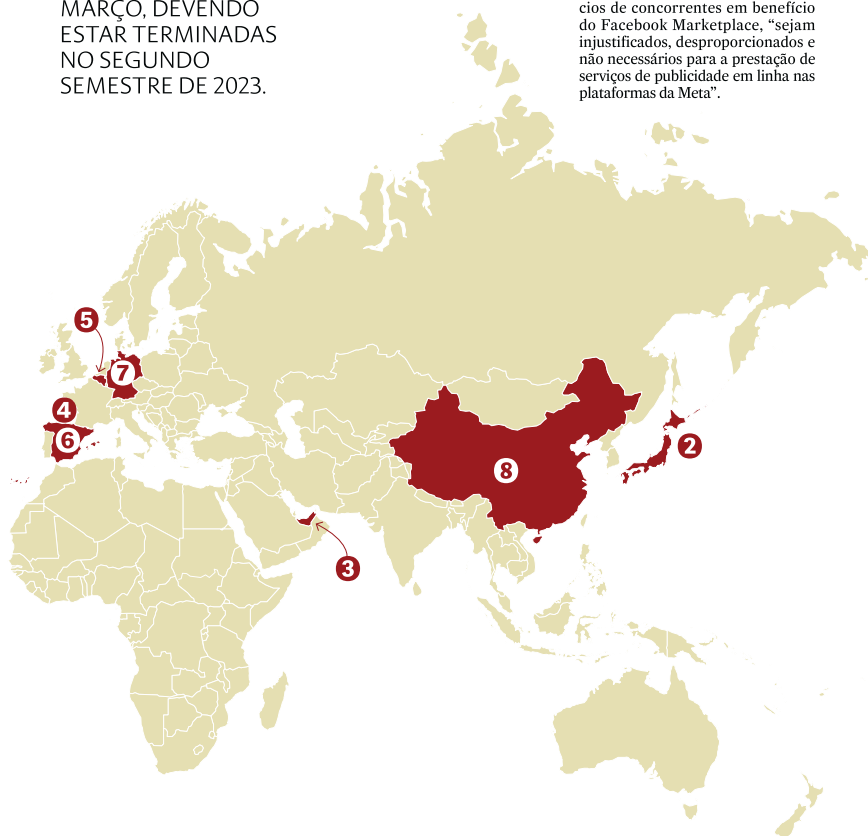 MARÇO, DEVENDO
ESTAR TERMINADAS
NO SEGUNDO
SEMESTRE DE 2023.
cios de concorrentes em benefício
do Facebook Marketplace, “sejam
injustificados, desproporcionados e
não necessários para a prestação de
serviços de publicidade em linha nas
plataformas da Meta”.
5
7
4
6
2
8
3